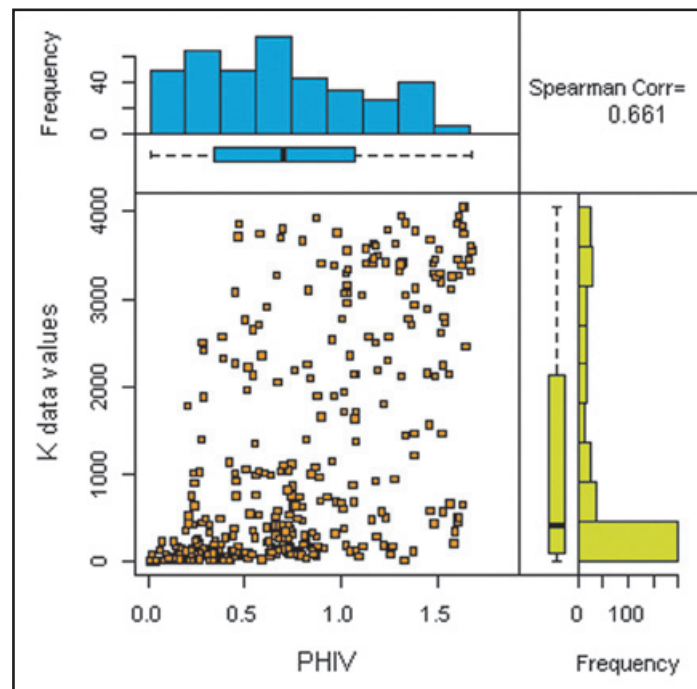 Frequency
0 40
Spearman Corr=
0.661
K data values
0 1000 2000 3000 4000
0.0 0.5 1.0 1.5
PHIV
0 100
Frequency